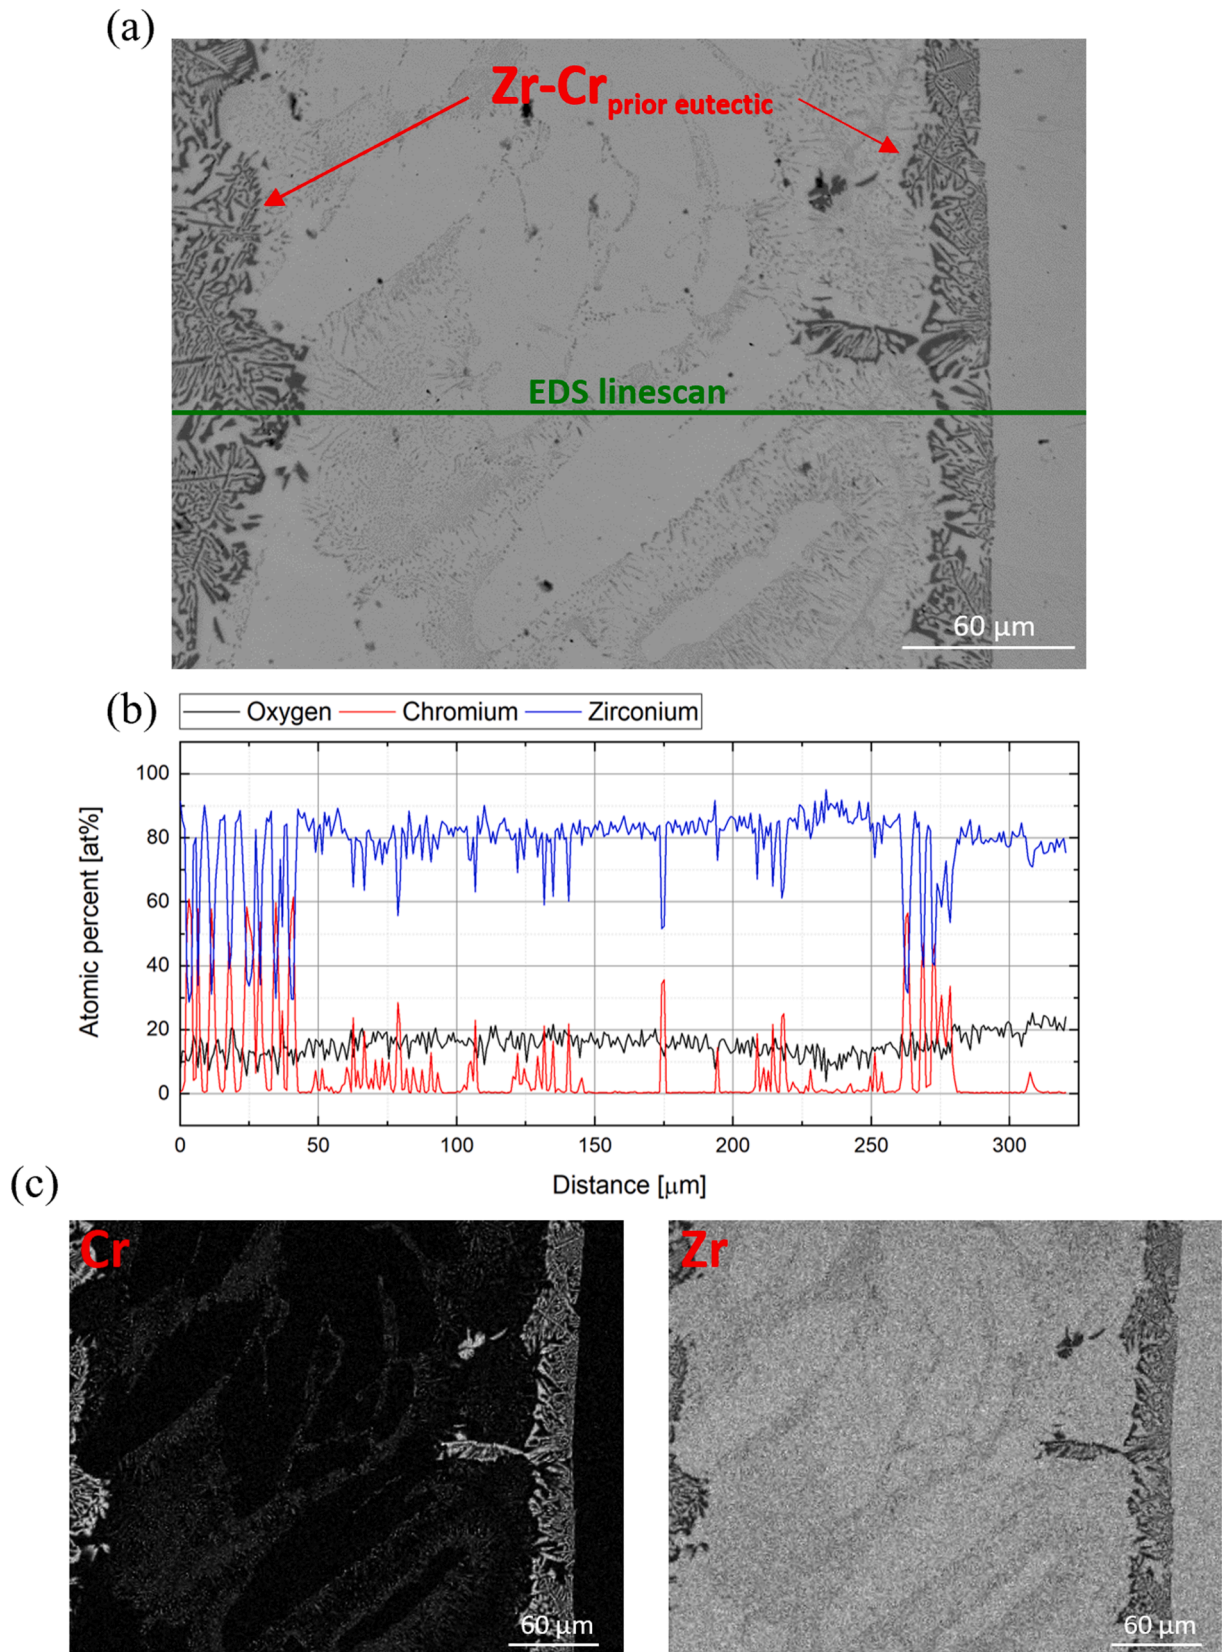 (a)
Zr-Cr prior eutectic
EDS linescan
60 µm
(b)
Oxygen Chromium Zirconium
Atomic percent [at%]
100
80
60
40
20
0
0 50 100 150 200 250 300
Distance [µm]
(c)
Cr
60 µm
Zr
60 µm